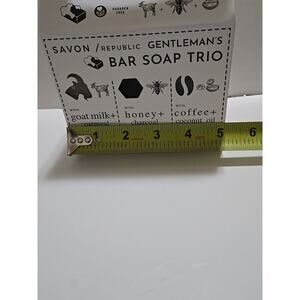 PARABEN
FREE
SAVON / REPUBLIC GENTLEMAN'S
BAR SOAP TRIO
WITH WITH WITH
goat milk+ honey+ coffee+
oatmeal charcoal coconut oil
1 2 3 4 5 6